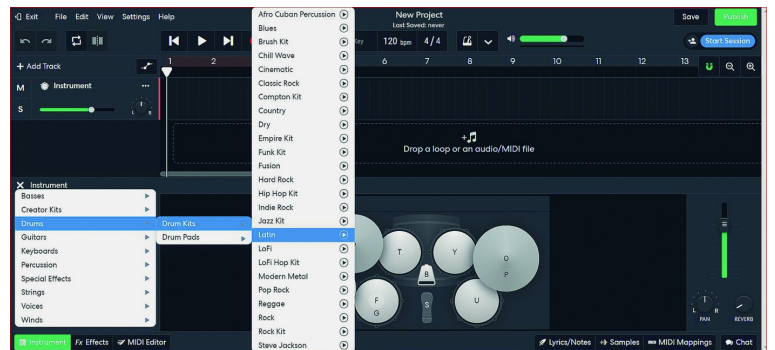 Exit File Edit View Settings Help
New Project
Last Saved: never
Save Publish
Key 120 bpm 4/4
Start Session
+ Add Track
1 2 6 7 8 9 10 11 12 13
M Instrument ...
S L R
Drop a loop or an audio/MIDI file
X Instrument
Basses
Creator Kits
Drums
Guitars
Keyboards
Percussion
Special Effects
Strings
Voices
Winds
Drum Kits
Drum Pads
Afro Cuban Percussion
Blues
Brush Kit
Chill Wave
Cinematic
Classic Rock
Compton Kit
Country
Dry
Empire Kit
Funk Kit
Fusion
Hard Rock
Hip Hop Kit
Indie Rock
Jazz Kit
Latin
LoFi
LoFi Hop Kit
Modern Metal
Pop Rock
Reggae
Rock
Rock Kit
Steve Jackson
T Y O
P
B
F S U
G
L R
PAN REVERB
Instrument Fx Effects MIDI Editor
Lyrics/Notes Samples MIDI Mappings Chat